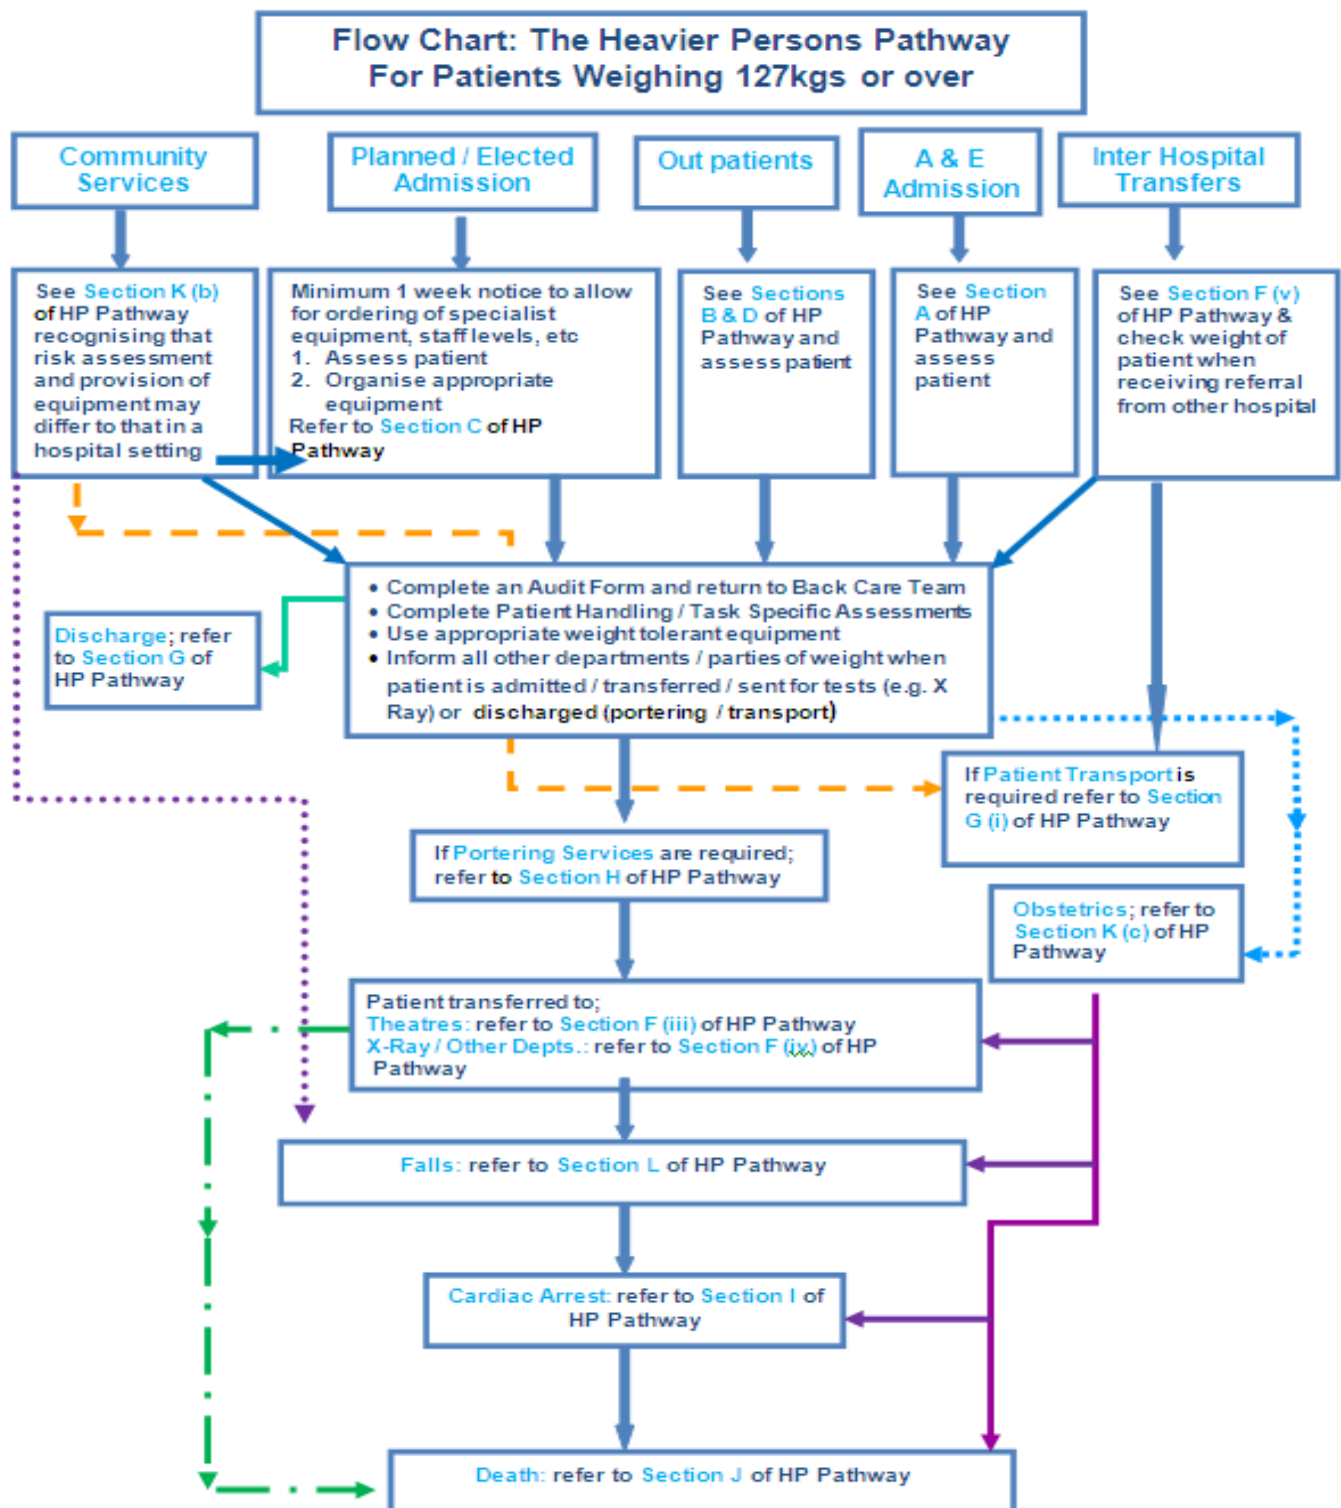 Flow Chart: The Heavier Persons Pathway
For Patients Weighing 127kgs or over
Community
Services
Planned / Elected
Admission
Out patients
A & E
Admission
Inter Hospital
Transfers
See Section K (b)
of HP Pathway
recognising that
risk assessment
and provision of
equipment may
differ to that in a
hospital setting
Minimum 1 week notice to allow
for ordering of specialist
equipment, staff levels, etc
1. Assess patient
2. Organise appropriate
equipment
Refer to Section C of HP
Pathway
See Sections
B & D of HP
Pathway and
assess patient
See Section
A of HP
Pathway and
assess
patient
See Section F (v)
of HP Pathway &
check weight of
patient when
receiving referral
from other hospital
• Complete an Audit Form and return to Back Care Team
• Complete Patient Handling / Task Specific Assessments
• Use appropriate weight tolerant equipment
• Inform all other departments / parties of weight when
patient is admitted / transferred / sent for tests (e.g. X
Ray) or discharged (portering / transport)
Discharge; refer
to Section G of
HP Pathway
If Patient Transport is
required refer to Section
G (i) of HP Pathway
If Portering Services are required;
refer to Section H of HP Pathway
Obstetrics; refer to
Section K (c) of HP
Pathway
Patient transferred to;
Theatres: refer to Section F (iii) of HP Pathway
X-Ray / Other Depts.: refer to Section F (iv) of HP
Pathway
Falls: refer to Section L of HP Pathway
Cardiac Arrest: refer to Section I of
HP Pathway
Death: refer to Section J of HP Pathway